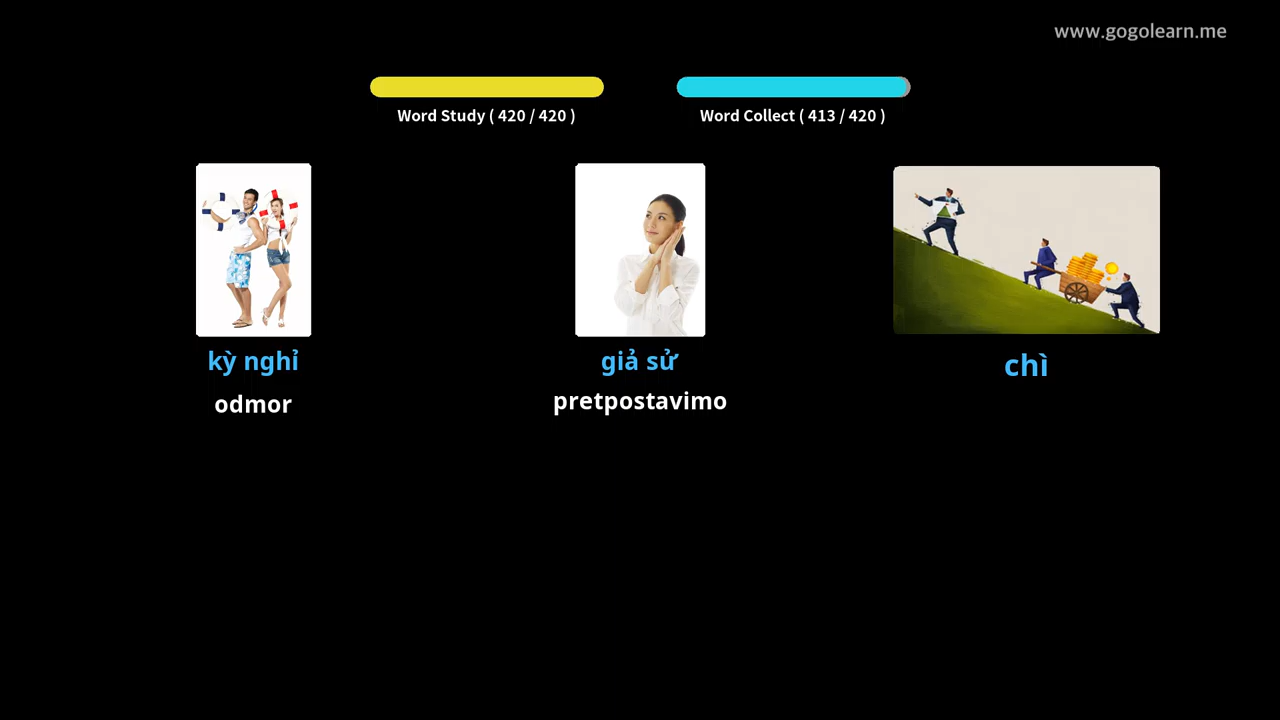 www.gogolearn.me
Word Study ( 420 / 420 )
Word Collect ( 413 / 420 )
kỳ nghỉ
odmor
giả sử
pretpostavimo
chì